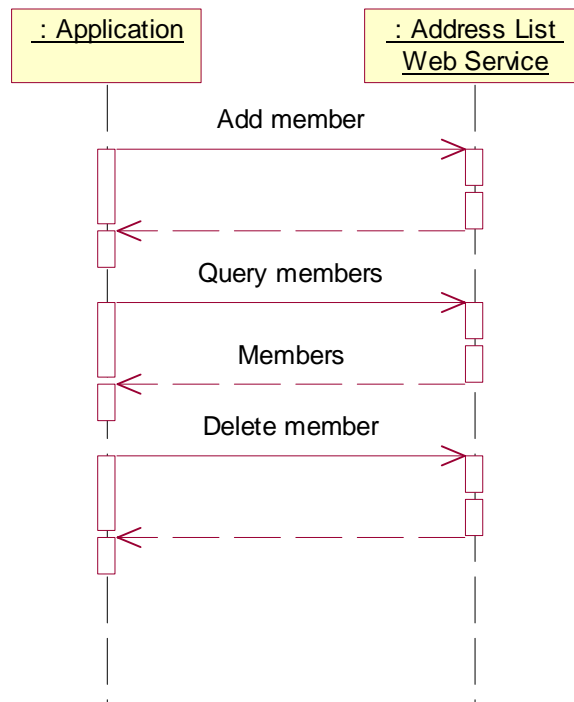 : Application
: Address List
Web Service
Add member
Query members
Members
Delete member